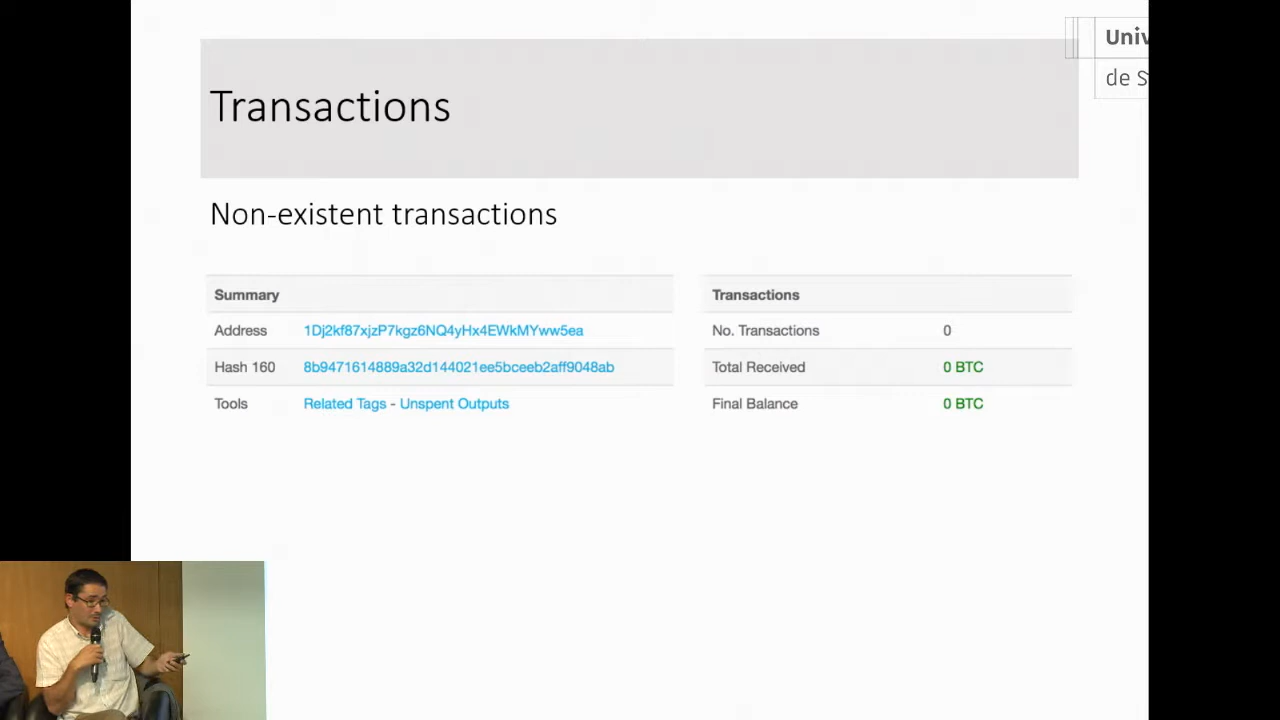 Univ
de S
Transactions
Non-existent transactions
Summary
Address 1Dj2kf87xjzP7kgz6NQ4yHx4EWkMYww5ea
Hash 160 8b9471614889a32d144021ee5bceeb2aff9048ab
Tools Related Tags - Unspent Outputs
Transactions
No. Transactions 0
Total Received 0 BTC
Final Balance 0 BTC